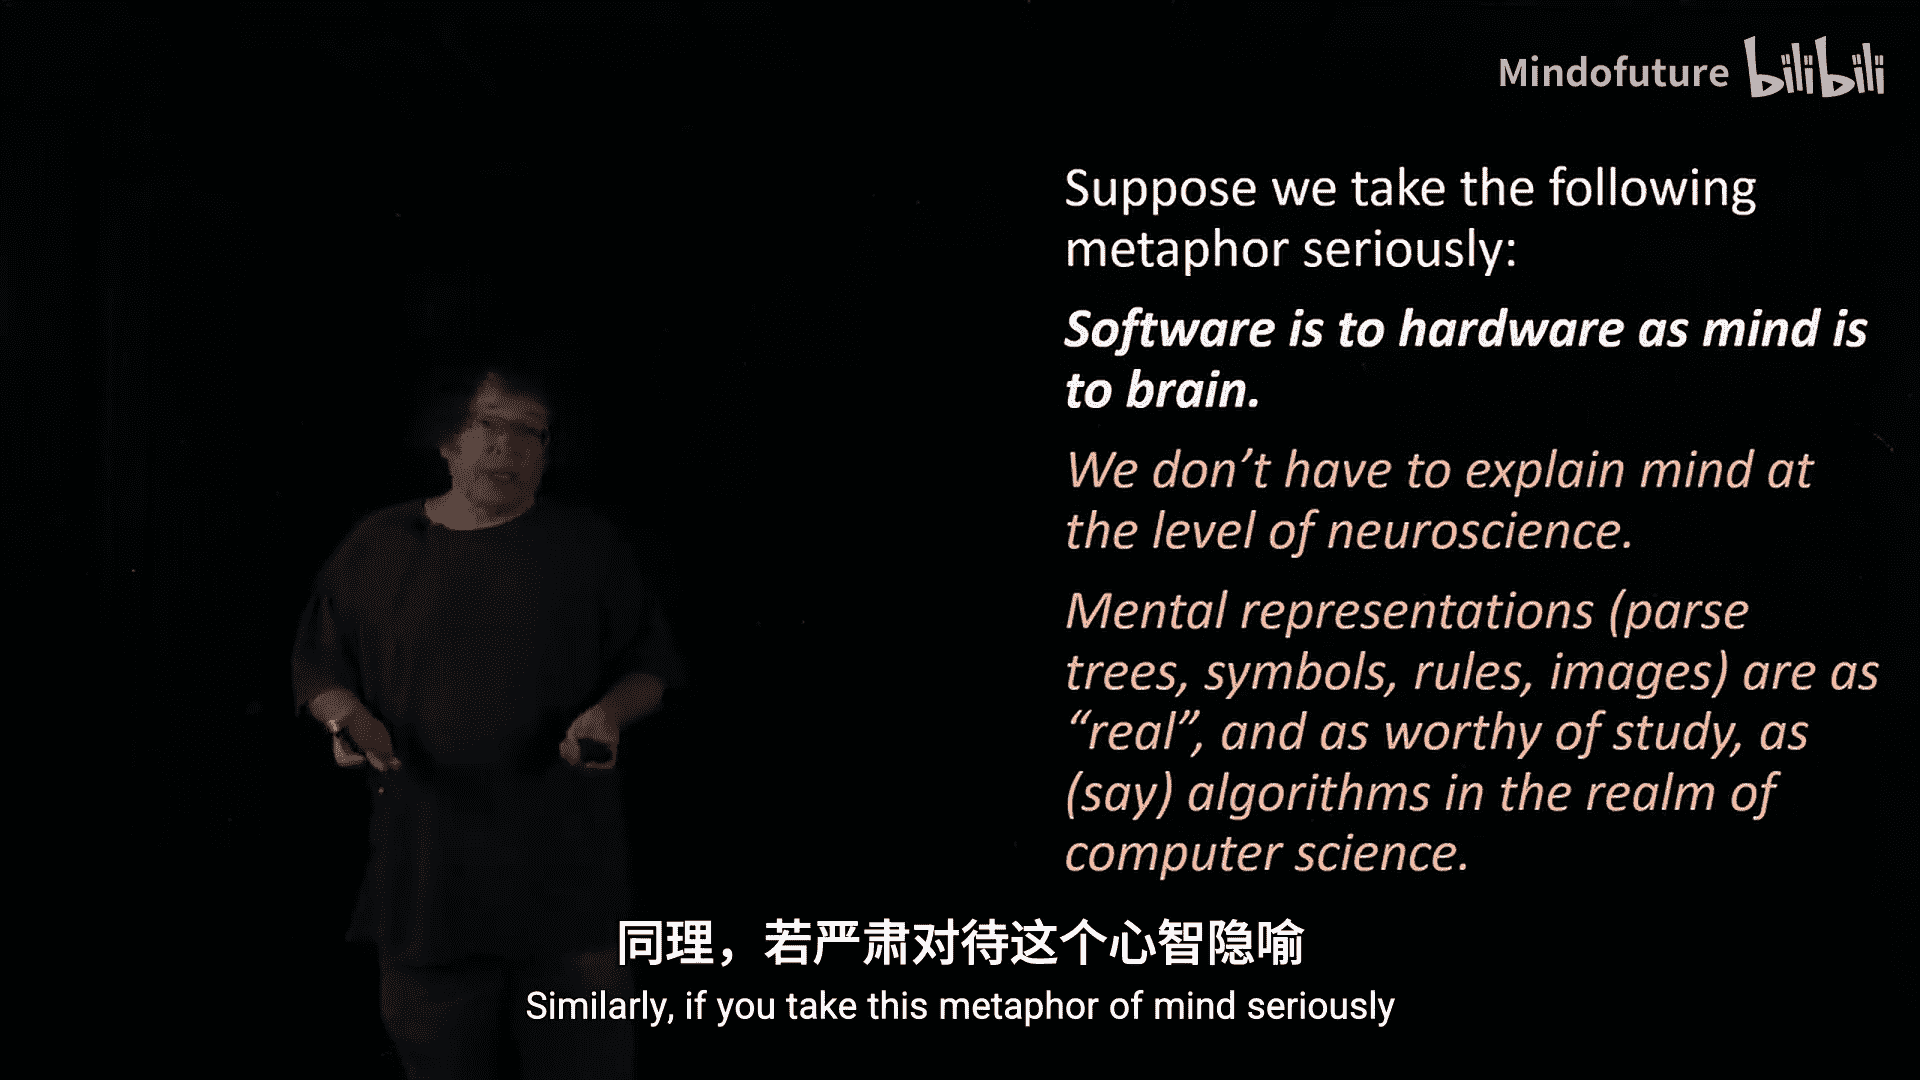 Mindofuture bilibili
Suppose we take the following
metaphor seriously:
Software is to hardware as mind is
to brain.
We don’t have to explain mind at
the level of neuroscience.
Mental representations (parse
trees, symbols, rules, images) are as
“real”, and as worthy of study, as
(say) algorithms in the realm of
computer science.
同理，若严肃对待这个心智隐喻
Similarly, if you take this metaphor of mind seriously